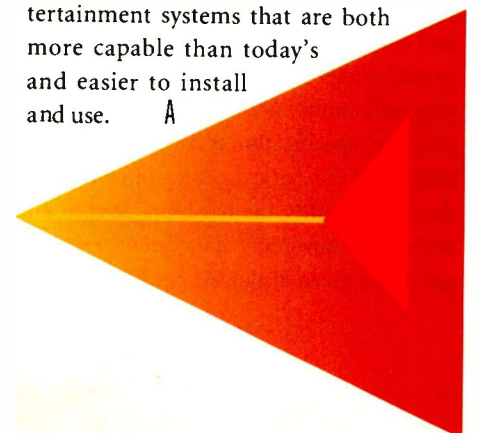 tertainment systems that are both
more capable than today's
and easier to install
and use. A